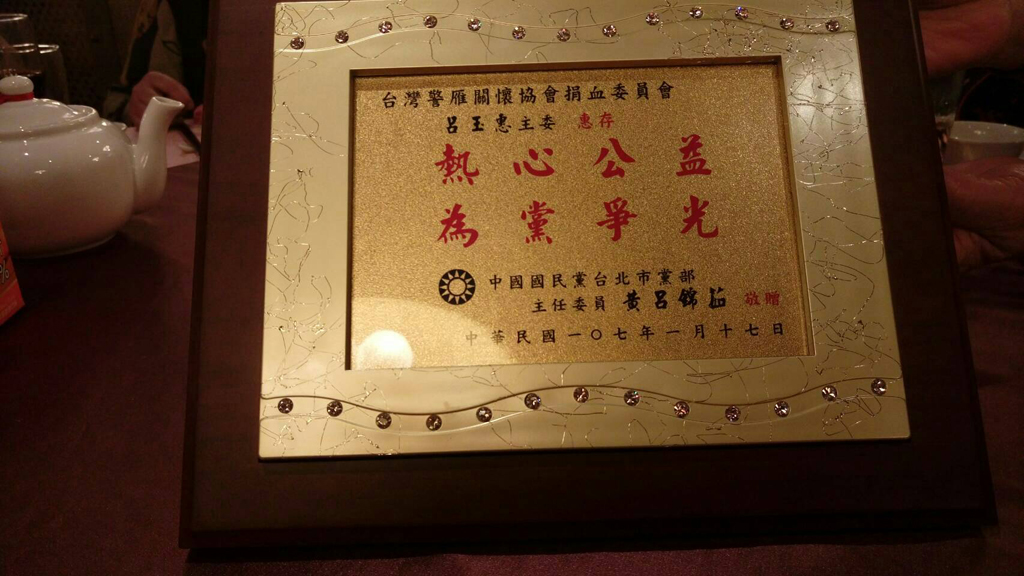 台灣警雁關懷協會捐血委員會
呂玉惠主委 惠存
熱心公益
為黨爭光
中國國民黨台北市黨部
主任委員 黃呂錦茹 敬贈
中華民國一〇七年一月十七日